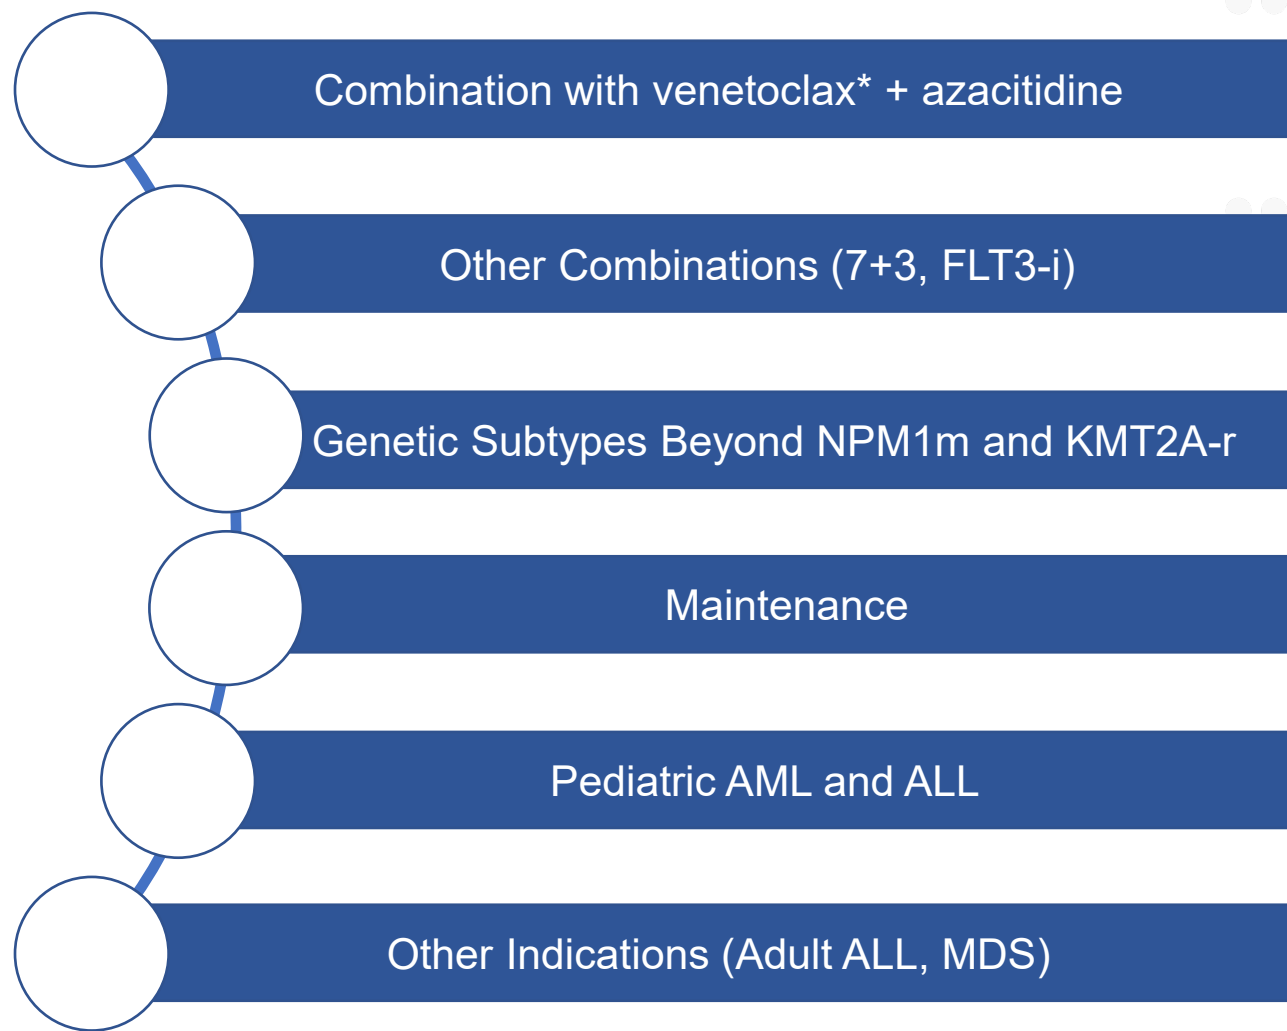 Combination with venetoclax* + azacitidine
Other Combinations (7+3, FLT3-i)
Genetic Subtypes Beyond NPM1m and KMT2A-r
Maintenance
Pediatric AML and ALL
Other Indications (Adult ALL, MDS)